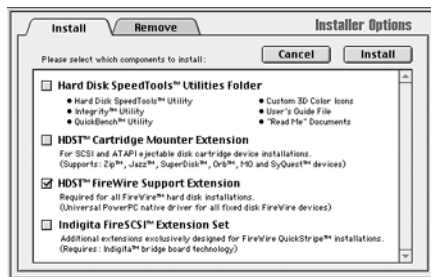 Install
Remove
Installer Options
Please select which components to install:
Cancel
Install
Hard Disk SpeedTools™ Utilities Folder
• Hard Disk SpeedTools™ Utility
• Integrity™ Utility
• QuickBench™ Utility
• Custom 3D Color Icons
• User's Guide File
• "Read Me" Documents
HDST™ Cartridge Mounter Extension
For SCSI and ATAPI ejectable disk cartridge device installations.
(Supports: Zip™, Jazz™, SuperDisk™, Orb™, MO and SyQuest™ devices)
HDST™ FireWire Support Extension
Required for all FireWire™ hard disk installations.
(Universal PowerPC native driver for all fixed disk FireWire devices)
Indigita FireSCSI™ Extension Set
Additional extensions exclusively designed for FireWire QuickStripe™ installations.
(Requires: Indigita™ bridge board technology)